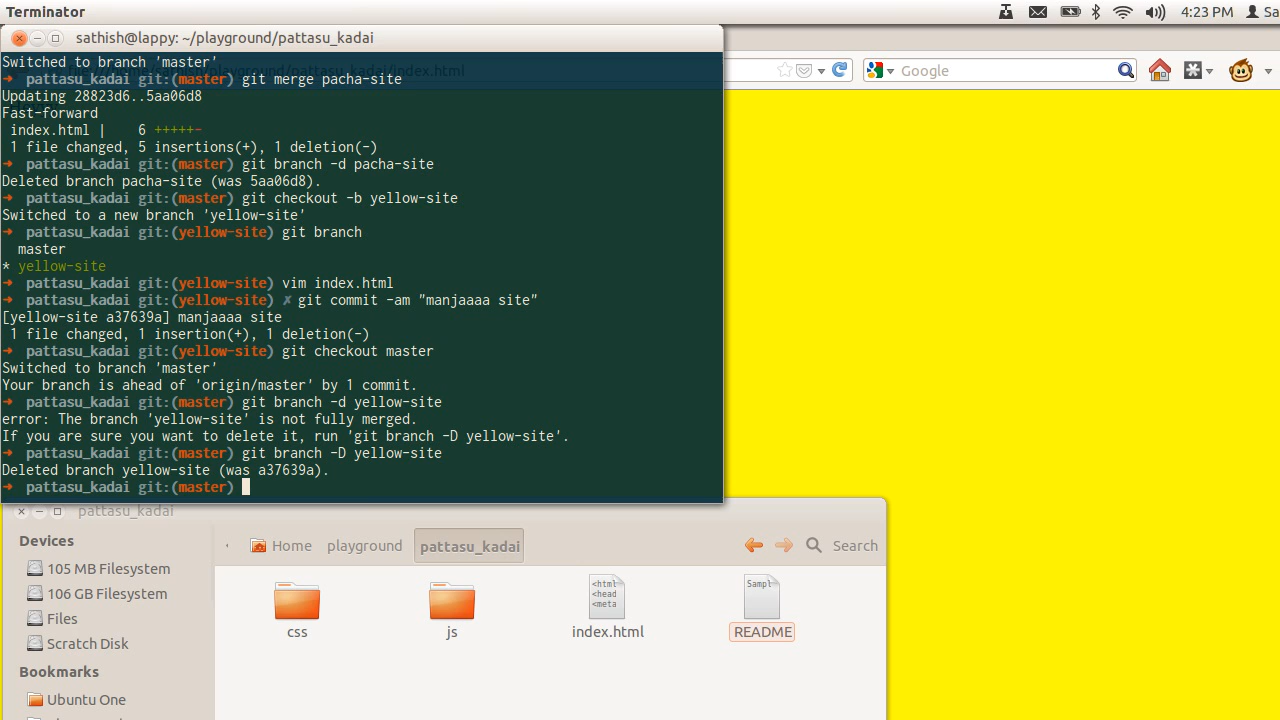 Terminator
4:23 PM
Sa
sathish@lappy: ~/playground/pattasu_kadai
Google
Switched to branch 'master'
➜  pattasu_kadai git:(master) git merge pacha-site
Updating 28823d6..5aa06d8
Fast-forward
 index.html |    6 +++++-
 1 file changed, 5 insertions(+), 1 deletion(-)
➜  pattasu_kadai git:(master) git branch -d pacha-site
Deleted branch pacha-site (was 5aa06d8).
➜  pattasu_kadai git:(master) git checkout -b yellow-site
Switched to a new branch 'yellow-site'
➜  pattasu_kadai git:(yellow-site) git branch
  master
* yellow-site
➜  pattasu_kadai git:(yellow-site) vim index.html
➜  pattasu_kadai git:(yellow-site) ✗ git commit -am "manjaaaa site"
[yellow-site a37639a] manjaaaa site
 1 file changed, 1 insertion(+), 1 deletion(-)
➜  pattasu_kadai git:(yellow-site) git checkout master
Switched to branch 'master'
Your branch is ahead of 'origin/master' by 1 commit.
➜  pattasu_kadai git:(master) git branch -d yellow-site
error: The branch 'yellow-site' is not fully merged.
If you are sure you want to delete it, run 'git branch -D yellow-site'.
➜  pattasu_kadai git:(master) git branch -D yellow-site
Deleted branch yellow-site (was a37639a).
➜  pattasu_kadai git:(master)
pattasu_kadai
Devices
105 MB Filesystem
106 GB Filesystem
Files
Scratch Disk
Bookmarks
Ubuntu One
Home
playground
pattasu_kadai
Search
<html
<head
<meta
Sampl
css
js
index.html
README